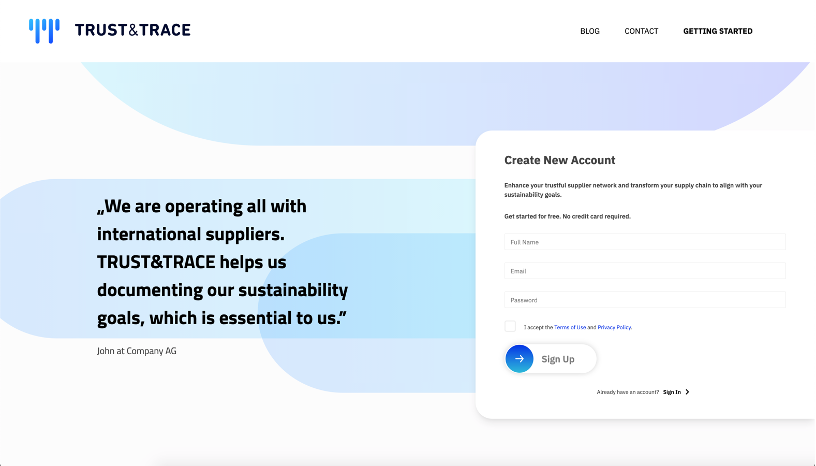 TRUST&TRACE
BLOG
CONTACT
GETTING STARTED
„We are operating all with
international suppliers.
TRUST&TRACE helps us
documenting our sustainability
goals, which is essential to us.”
John at Company AG
Create New Account
Enhance your trustful supplier network and transform your supply chain to align with your
sustainability goals.
Get started for free. No credit card required.
Full Name
Email
Password
I accept the Terms of Use and Privacy Policy.
Sign Up
Already have an account? Sign In